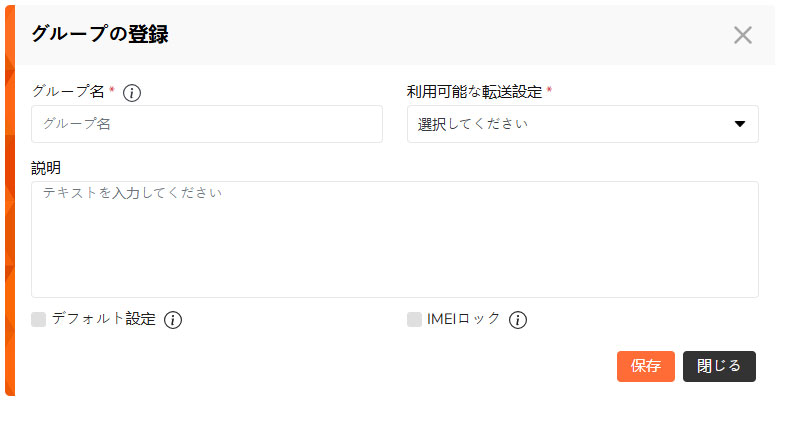 グループの登録
グループ名 *
利用可能な転送設定 *
グループ名
選択してください
説明
テキストを入力してください
デフォルト設定
IMEIロック
保存
閉じる